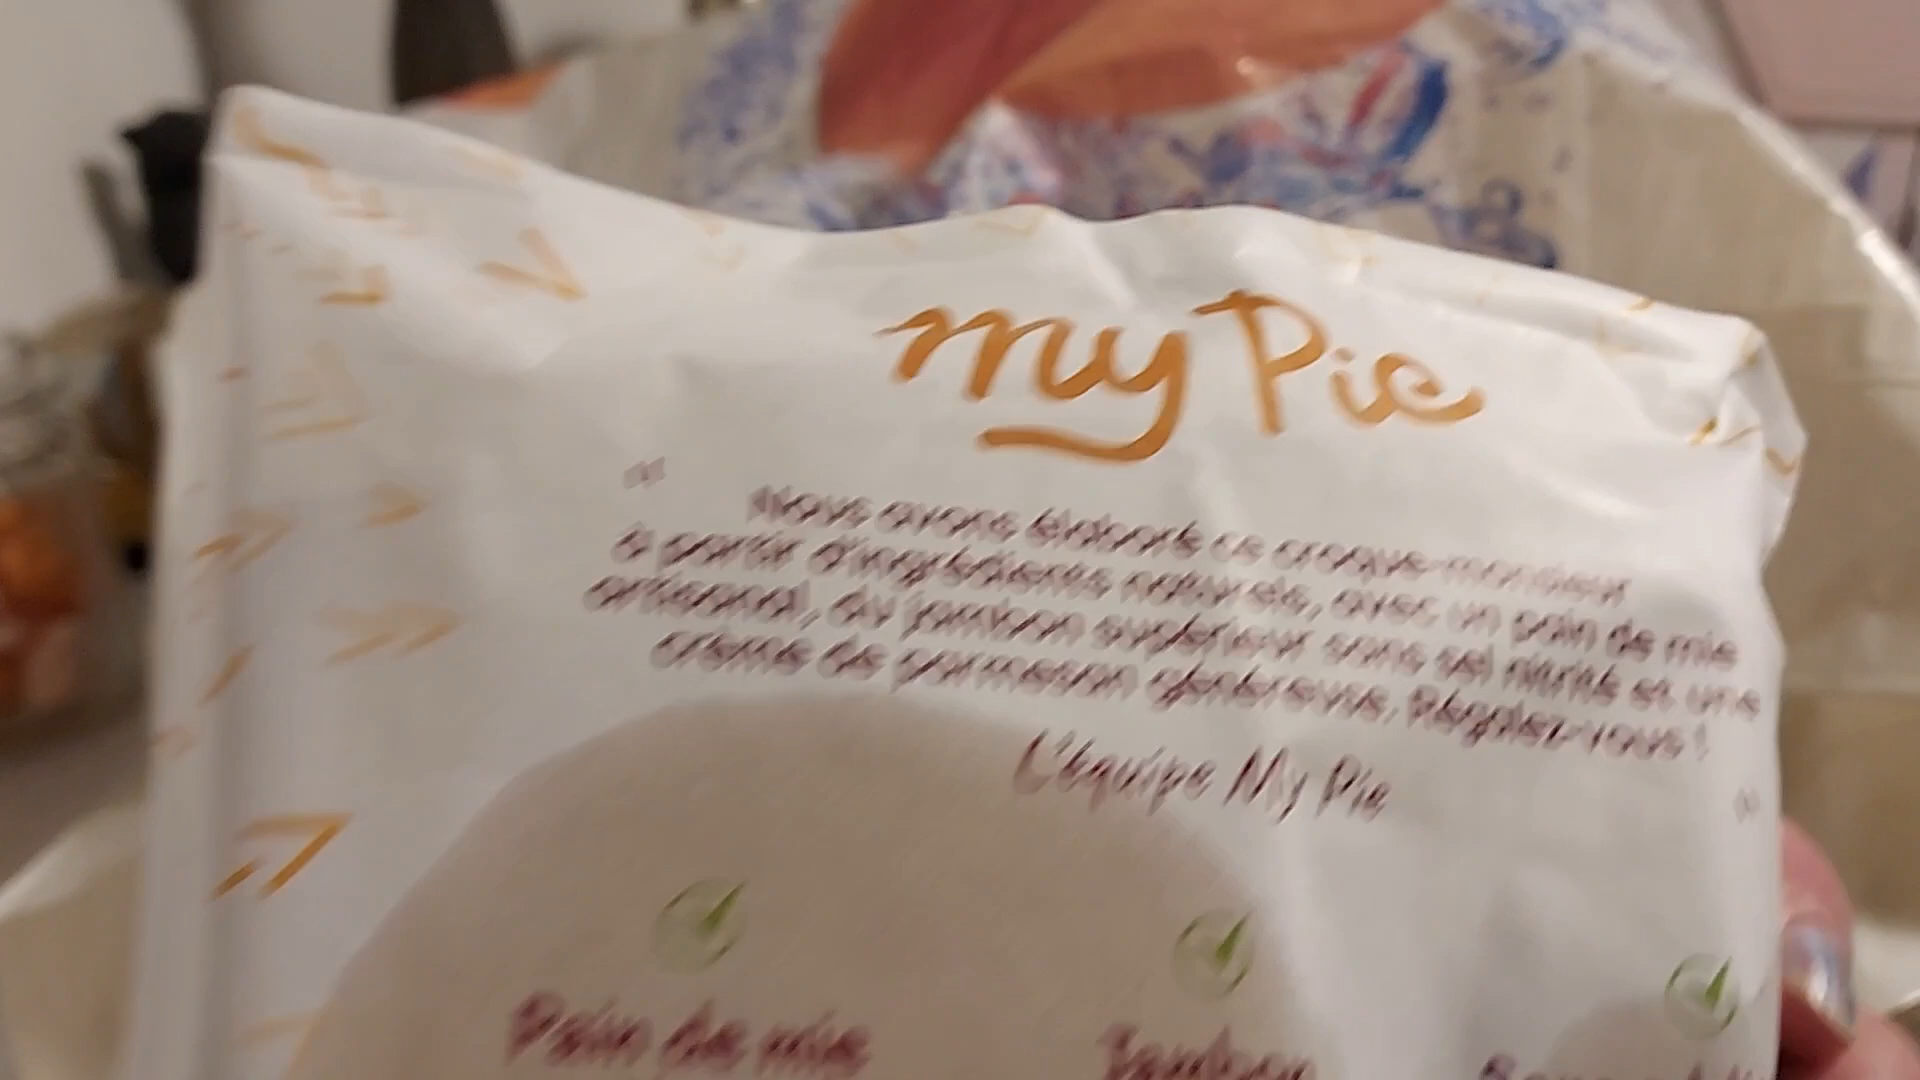 my Pie
"
Nous avons élaboré ce croque-monsieur
à partir d'ingrédients naturels, avec un pain de mie
artisanal, du jambon supérieur sans sel nitrité et une
crème de parmesan généreuse. Régalez-vous !
"
L'équipe My Pie
Pain de mie
Jambon